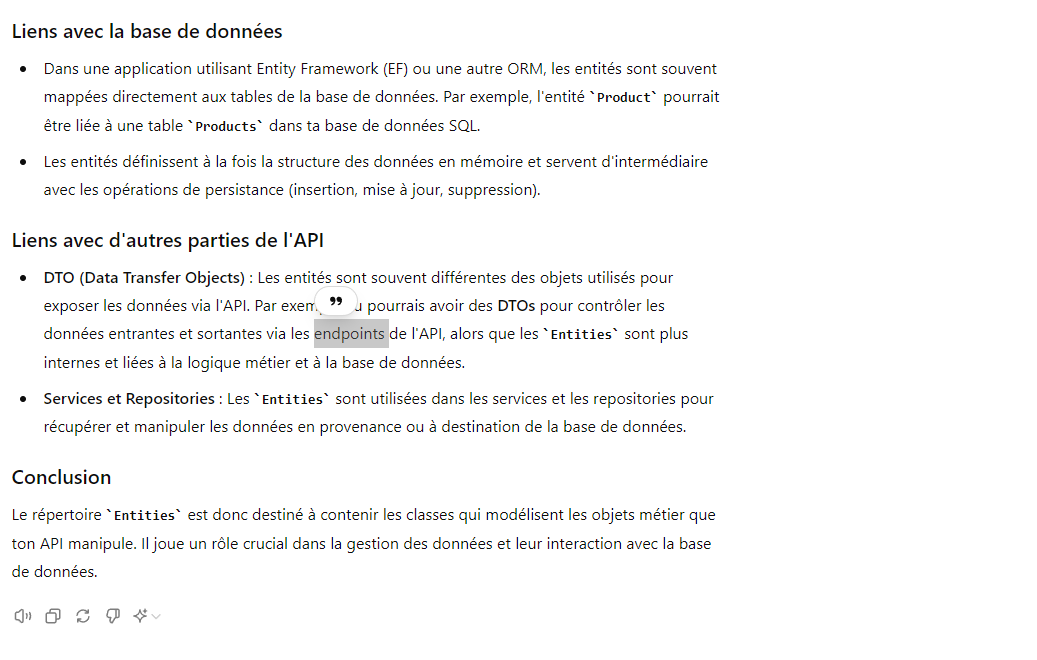 Liens avec la base de données
• Dans une application utilisant Entity Framework (EF) ou une autre ORM, les entités sont souvent
mappées directement aux tables de la base de données. Par exemple, l'entité `Product` pourrait
être liée à une table `Products` dans ta base de données SQL.
• Les entités définissent à la fois la structure des données en mémoire et servent d'intermédiaire
avec les opérations de persistance (insertion, mise à jour, suppression).
Liens avec d'autres parties de l'API
• DTO (Data Transfer Objects) : Les entités sont souvent différentes des objets utilisés pour
exposer les données via l'API. Par exem pourrais avoir des DTOs pour contrôler les
données entrantes et sortantes via les endpoints de l'API, alors que les `Entities` sont plus
internes et liées à la logique métier et à la base de données.
• Services et Repositories : Les `Entities` sont utilisées dans les services et les repositories pour
récupérer et manipuler les données en provenance ou à destination de la base de données.
Conclusion
Le répertoire `Entities` est donc destiné à contenir les classes qui modélisent les objets métier que
ton API manipule. Il joue un rôle crucial dans la gestion des données et leur interaction avec la base
de données.